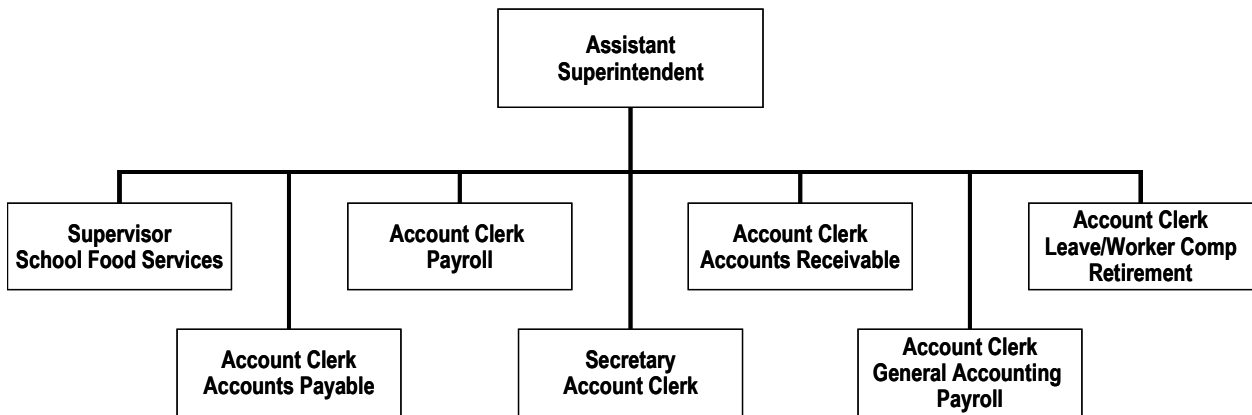 Assistant
Superintendent
Supervisor
School Food Services
Account Clerk
Payroll
Account Clerk
Accounts Receivable
Account Clerk
Leave/Worker Comp
Retirement
Account Clerk
Accounts Payable
Secretary
Account Clerk
Account Clerk
General Accounting
Payroll